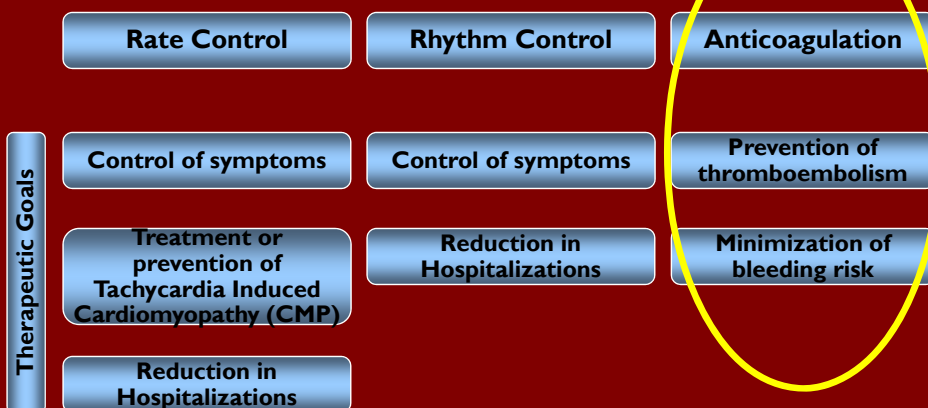 Rate Control
Rhythm Control
Anticoagulation
Therapeutic Goals
Control of symptoms
Control of symptoms
Prevention of
thromboembolism
Treatment or
prevention of
Tachycardia Induced
Cardiomyopathy (CMP)
Reduction in
Hospitalizations
Minimization of
bleeding risk
Reduction in
Hospitalizations